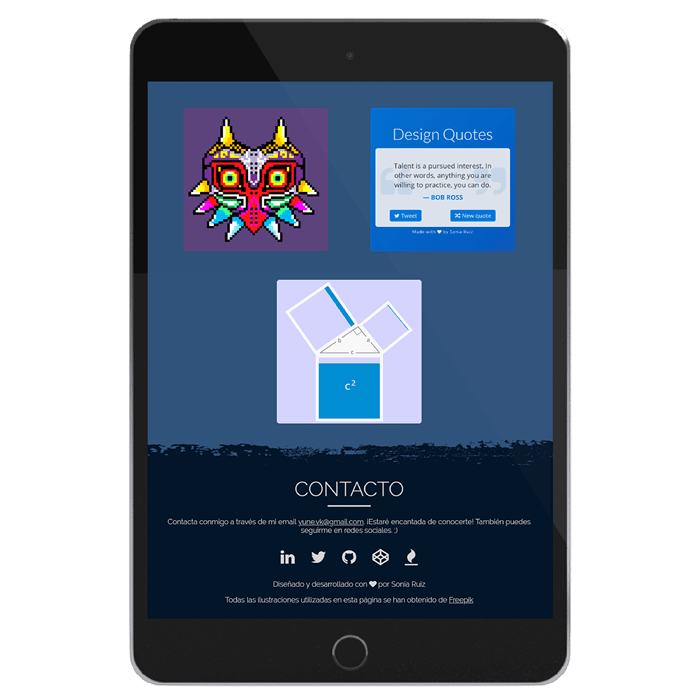 Design Quotes
Talent is a pursued interest. In
other words, anything you are
willing to practice, you can do.
— BOB ROSS
Tweet
New quote
Made with ❤ by Sonia Ruiz
b
a
c
c²
CONTACTO
Contacta conmigo a través de mi email yune.vk@gmail.com. ¡Estaré encantada de conocerte! También puedes
seguirme en redes sociales. :)
in
Diseñado y desarrollado con ❤ por Sonia Ruiz
Todas las ilustraciones utilizadas en esta página se han obtenido de Freepik